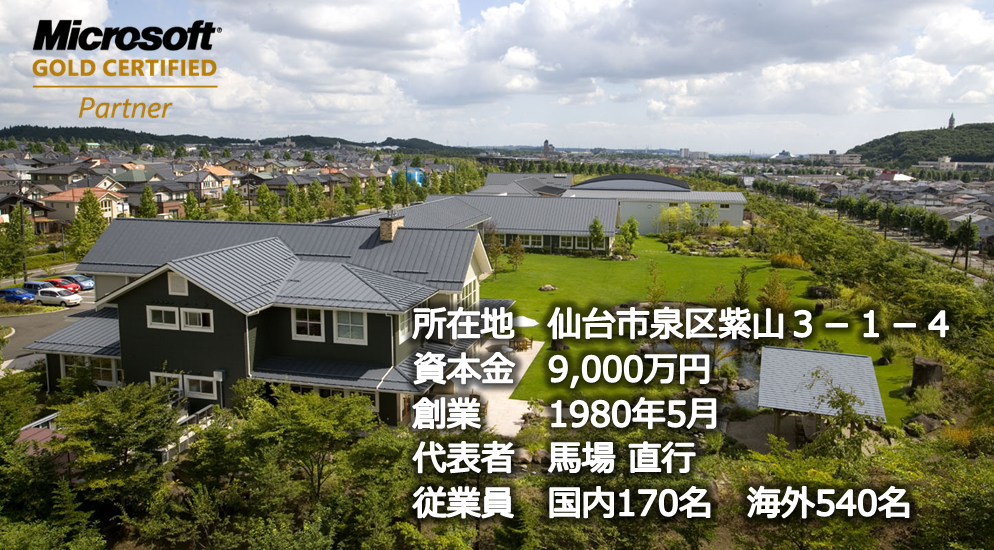 Microsoft®
GOLD CERTIFIED
Partner
所在地　仙台市泉区紫山３－１－４
資本金　9,000万円
創業　　1980年5月
代表者　馬場 直行
従業員　国内170名　海外540名